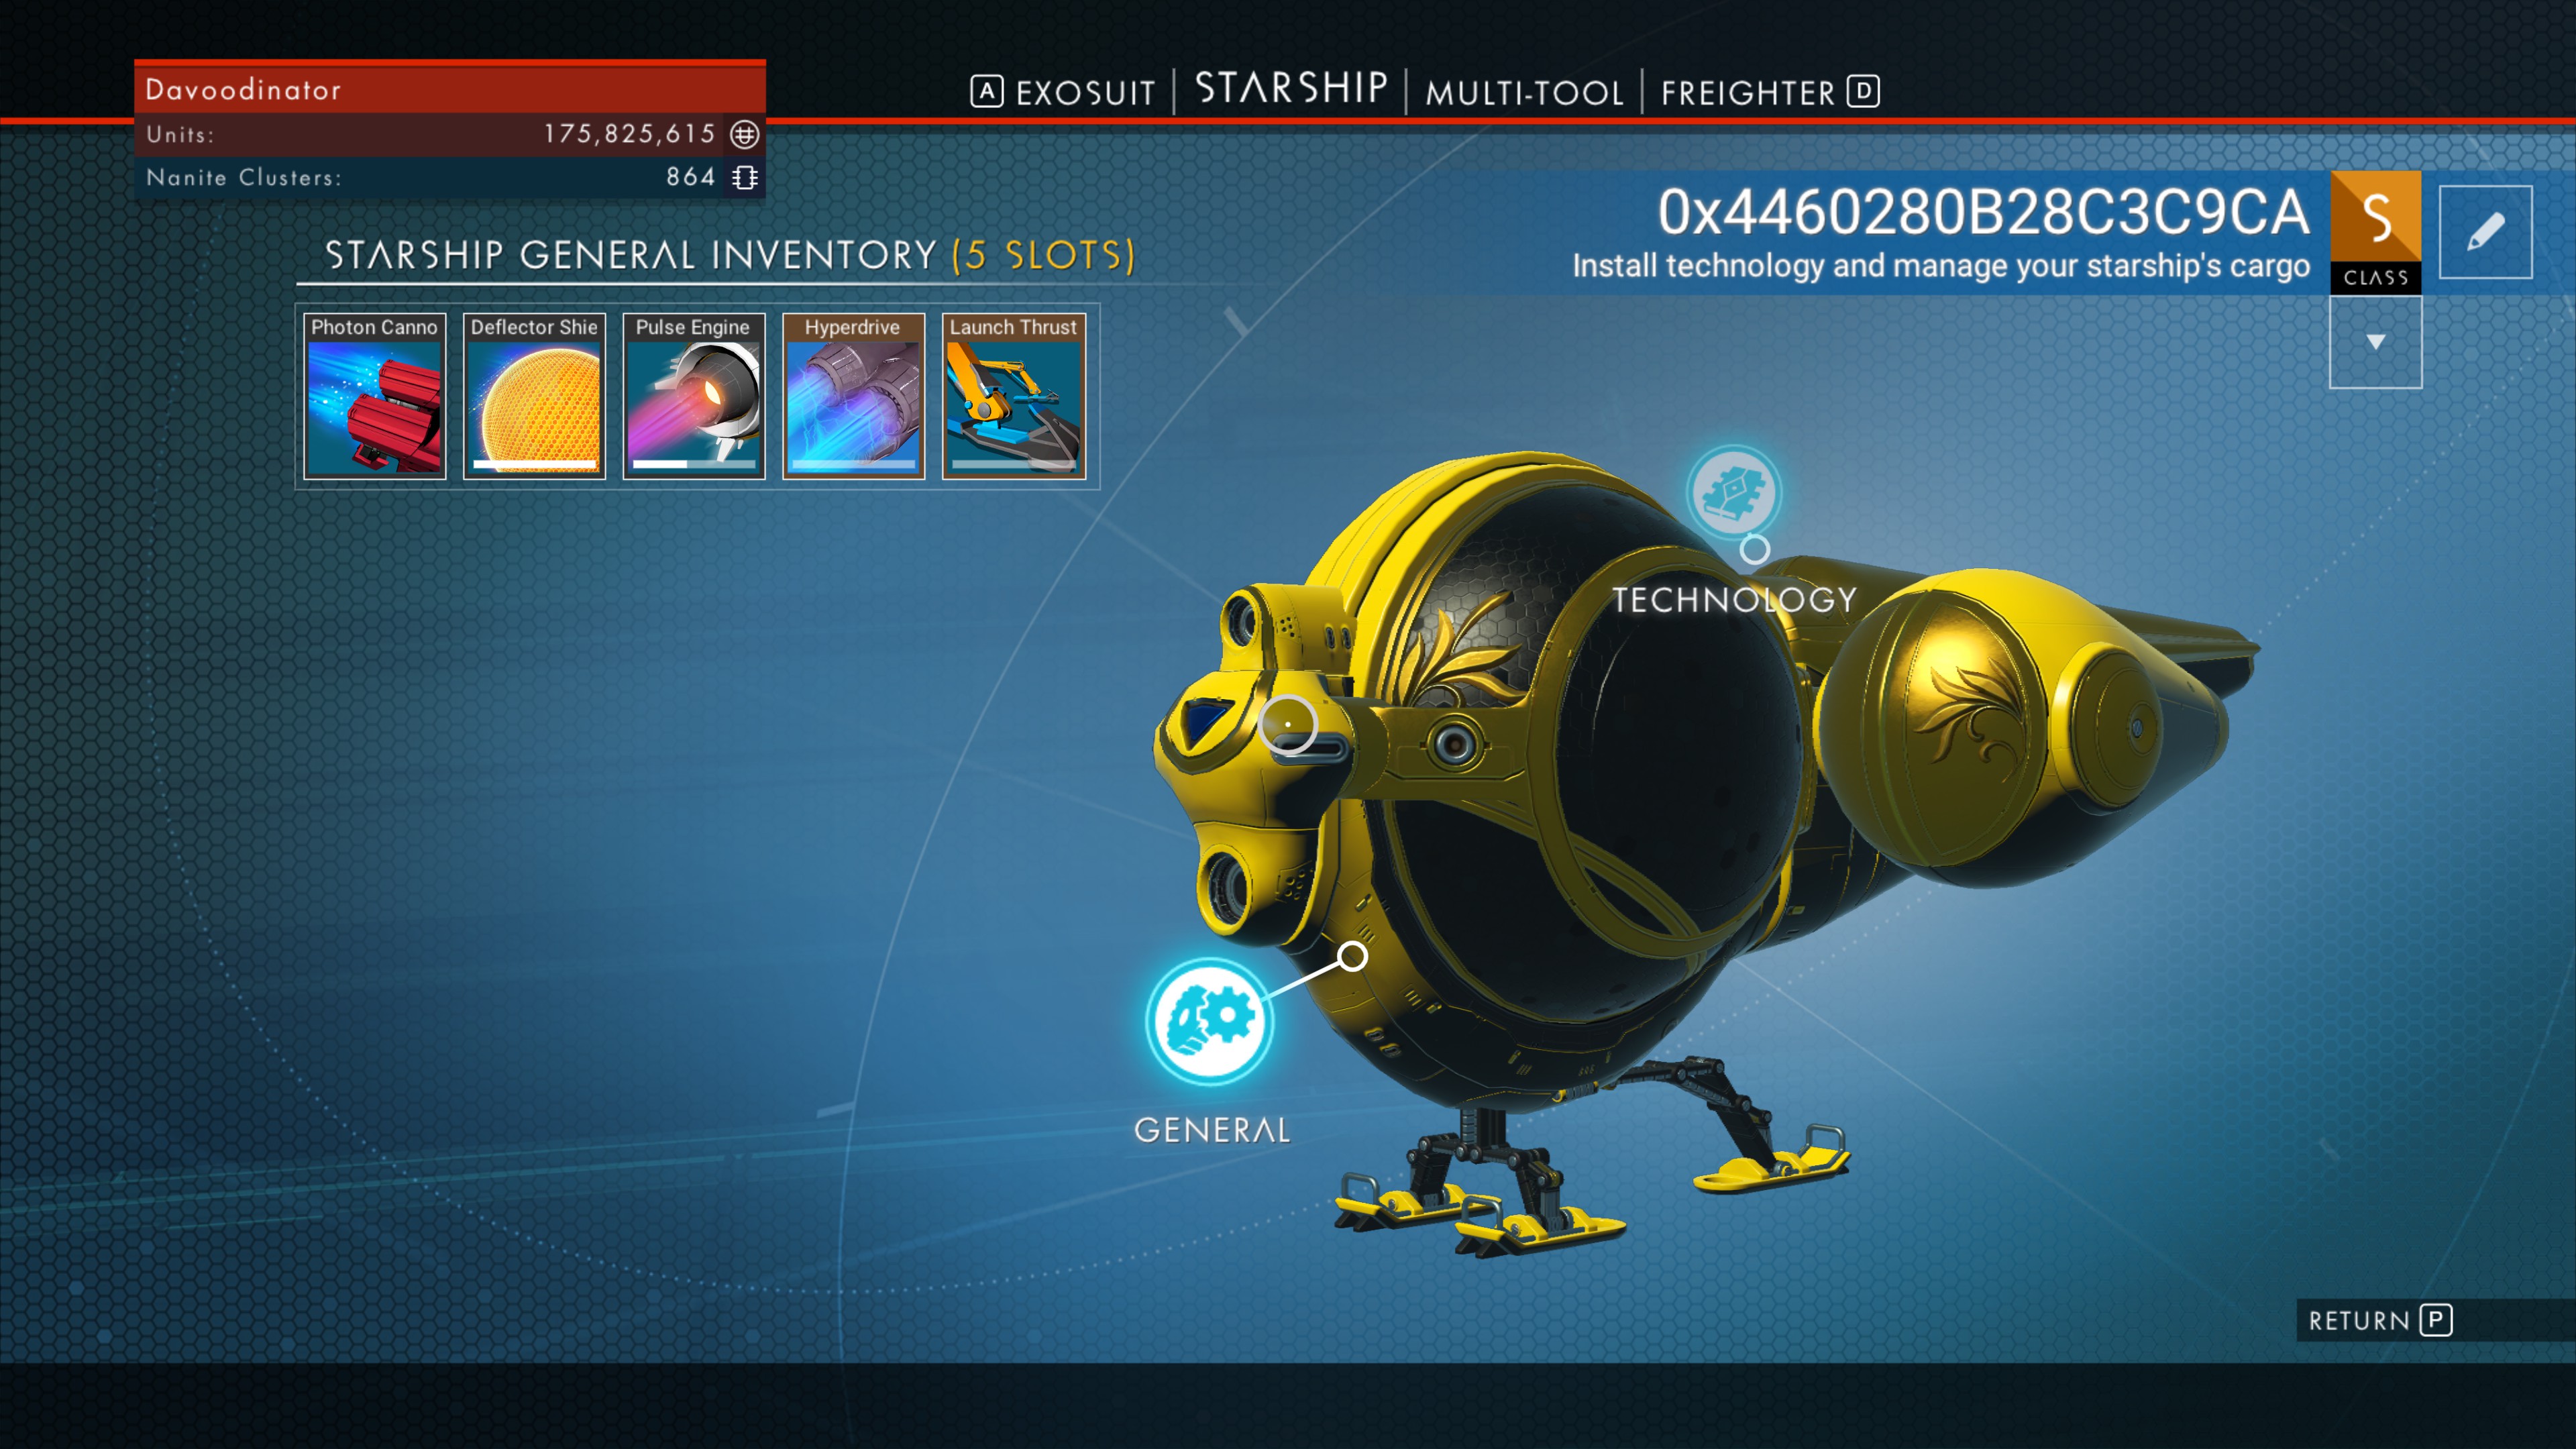 Davoodinator
Units: 175,825,615
Nanite Clusters: 864
A EXOSUIT STARSHIP MULTI-TOOL FREIGHTER D
0x4460280B28C3C9CA
Install technology and manage your starship's cargo
S
CLASS
STARSHIP GENERAL INVENTORY (5 SLOTS)
Photon Canno Deflector Shie Pulse Engine Hyperdrive Launch Thrust
TECHNOLOGY
GENERAL
RETURN P